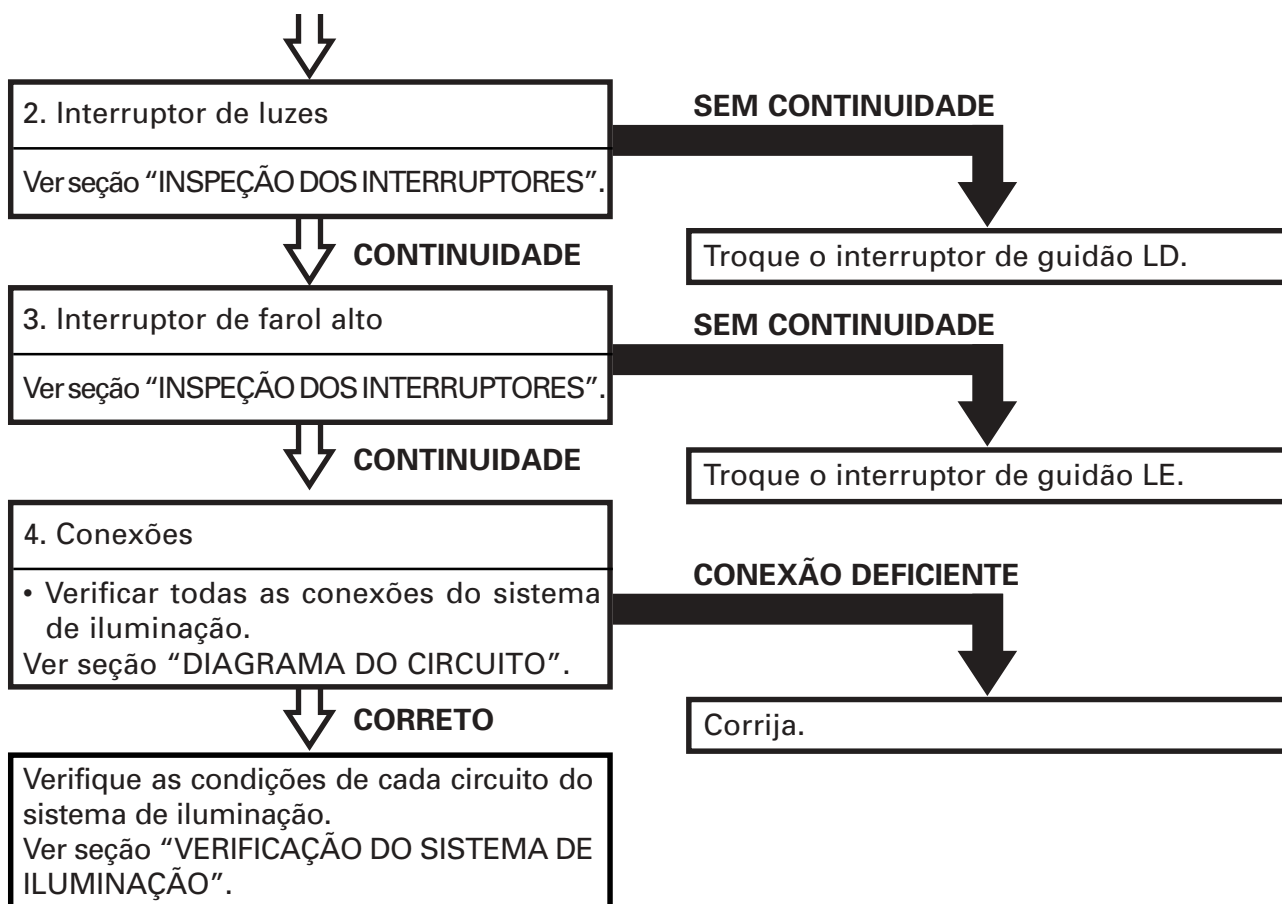 2. Interruptor de luzes
Ver seção “INSPEÇÃO DOS INTERRUPTORES”.
SEM CONTINUIDADE
Troque o interruptor de guidão LD.
CONTINUIDADE
3. Interruptor de farol alto
Ver seção “INSPEÇÃO DOS INTERRUPTORES”.
SEM CONTINUIDADE
Troque o interruptor de guidão LE.
CONTINUIDADE
4. Conexões
• Verificar todas as conexões do sistema
de iluminação.
Ver seção “DIAGRAMA DO CIRCUITO”.
CONEXÃO DEFICIENTE
Corrija.
CORRETO
Verifique as condições de cada circuito do
sistema de iluminação.
Ver seção “VERIFICAÇÃO DO SISTEMA DE
ILUMINAÇÃO”.